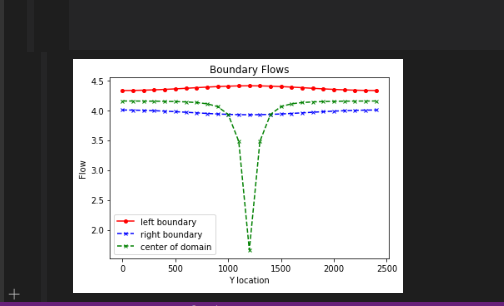 Boundary Flows
4.5
4.0
3.5
3.0
2.5
2.0
Flow
left boundary
right boundary
center of domain
0 500 1000 1500 2000 2500
Y location